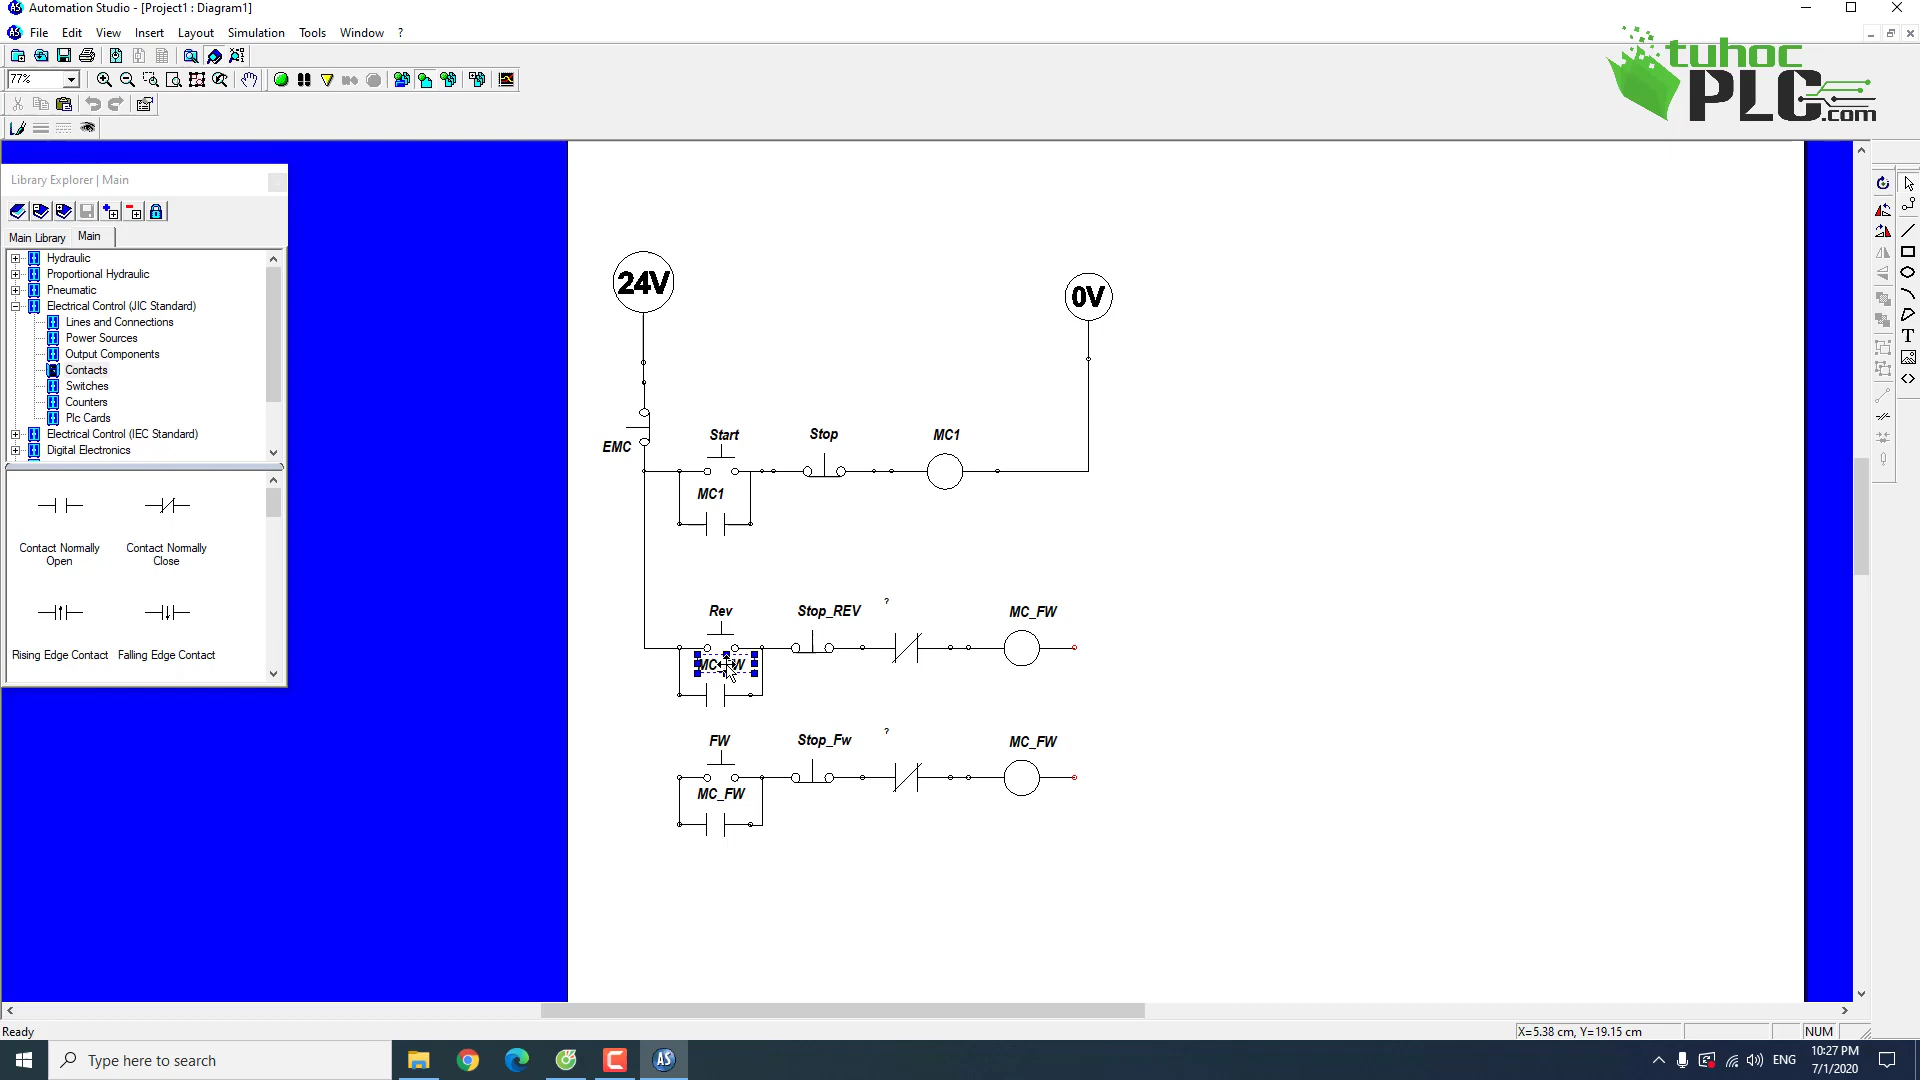 Automation Studio - [Project1 : Diagram1]
File Edit View Insert Layout Simulation Tools Window ?
77%
tuhoc
PLC.com
Library Explorer | Main
Main Library Main
Hydraulic
Proportional Hydraulic
Pneumatic
Electrical Control (JIC Standard)
Lines and Connections
Power Sources
Output Components
Contacts
Switches
Counters
Plc Cards
Electrical Control (IEC Standard)
Digital Electronics
Contact Normally
Open
Contact Normally
Close
Rising Edge Contact
Falling Edge Contact
24V
0V
EMC
Start
Stop
MC1
MC1
Rev
Stop_REV
?
MC_FW
FW
Stop_Fw
?
MC_FW
MC_FW
Ready
X=5.38 cm, Y=19.15 cm
NUM
Type here to search
ENG
10:27 PM
7/1/2020